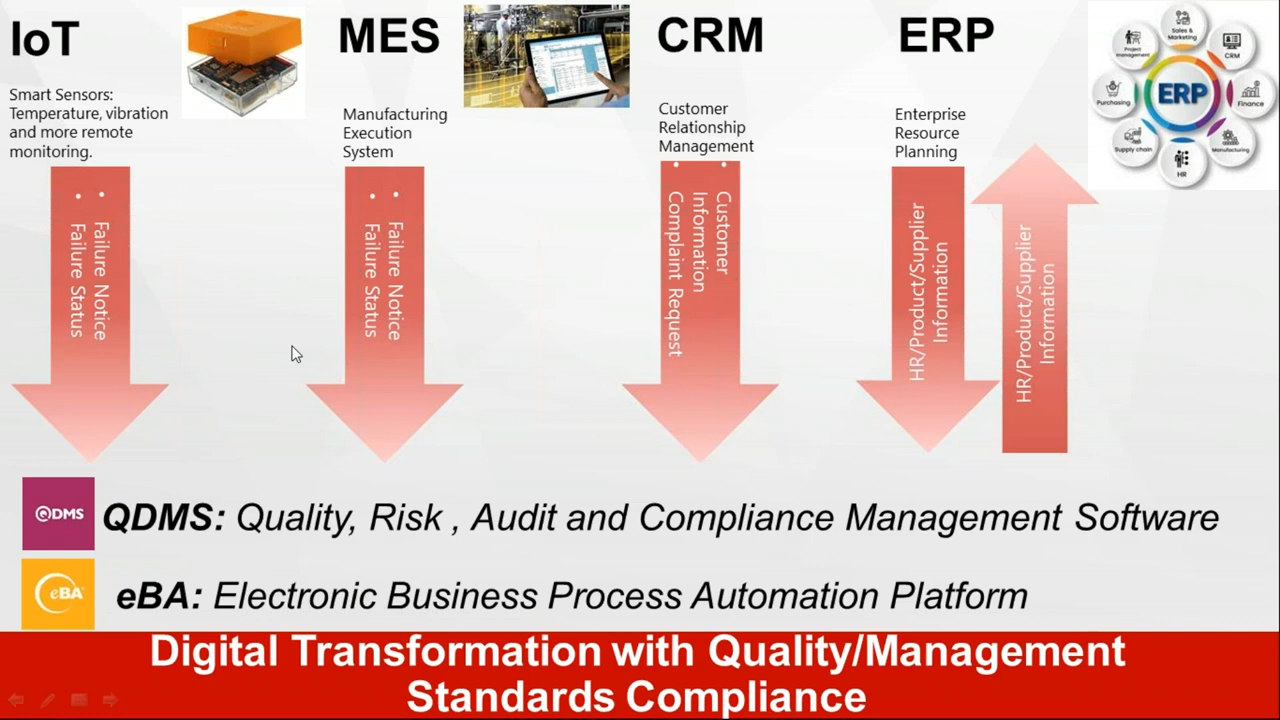 IoT
Smart Sensors:
Temperature, vibration
and more remote
monitoring.
• Failure Notice
• Failure Status
MES
Manufacturing
Execution
System
• Failure Notice
• Failure Status
CRM
Customer
Relationship
Management
• Customer
Information
• Complaint Request
ERP
Enterprise
Resource
Planning
HR/Product/Supplier
Information
HR/Product/Supplier
Information
Sales &
Marketing
Project
management
CRM
Purchasing
ERP
Finance
Supply chain
Manufacturing
HR
QDMS
QDMS: Quality, Risk , Audit and Compliance Management Software
eBA
eBA: Electronic Business Process Automation Platform
Digital Transformation with Quality/Management
Standards Compliance